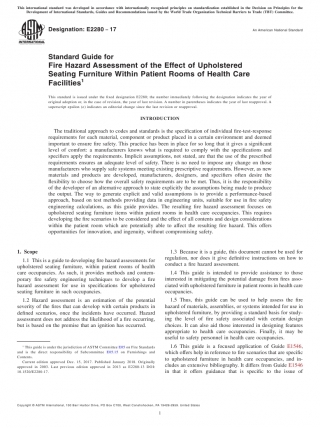 This international standard was developed in accordance with internationally recognized principles on standardization established in the Decision on Principles for the
Development of International Standards, Guides and Recommendations issued by the World Trade Organization Technical Barriers to Trade (TBT) Committee.
ASTM
INTERNATIONAL
Designation: E2280 - 17
An American National Standard
Standard Guide for
Fire Hazard Assessment of the Effect of Upholstered
Seating Furniture Within Patient Rooms of Health Care
Facilities1
This standard is issued under the fixed designation E2280; the number immediately following the designation indicates the year of
original adoption or, in the case of revision, the year of last revision. A number in parentheses indicates the year of last reapproval. A
superscript epsilon (ε) indicates an editorial change since the last revision or reapproval.
INTRODUCTION
The traditional approach to codes and standards is the specification of individual fire-test-response
requirements for each material, component or product placed in a certain environment and deemed
important to ensure fire safety. This practice has been in place for so long that it gives a significant
level of comfort: a manufacturers knows what is required to comply with the specifications and
specifiers apply the requirements. Implicit assumptions, not stated, are that the use of the prescribed
requirements ensures an adequate level of safety. There is no need to impose any change on those
manufacturers who supply safe systems meeting existing prescriptive requirements. However, as new
materials and products are developed, manufacturers, designers, and specifiers often desire the
flexibility to choose how the overall safety requirements are to be met. Thus, it is the responsibility
of the developer of an alternative approach to state explicitly the assumptions being made to produce
the output. The way to generate explicit and valid assumptions is to provide a performance-based
approach, based on test methods providing data in engineering units, suitable for use in fire safety
engineering calculations, as this guide provides. The resulting fire hazard assessment focuses on
upholstered seating furniture items within patient rooms in health care occupancies. This requires
developing the fire scenarios to be considered and the effect of all contents and design considerations
within the patient room which are potentially able to affect the resulting fire hazard. This offers
opportunities for innovation, and ingenuity, without compromising safety.
1. Scope
1.1 This is a guide to developing fire hazard assessments for
upholstered seating furniture, within patient rooms of health
care occupancies. As such, it provides methods and contem-
porary fire safety engineering techniques to develop a fire
hazard assessment for use in specifications for upholstered
seating furniture in such occupancies.
1.2 Hazard assessment is an estimation of the potential
severity of the fires that can develop with certain products in
defined scenarios, once the incidents have occurred. Hazard
assessment does not address the likelihood of a fire occurring,
but is based on the premise that an ignition has occurred.
1 This guide is under the jurisdiction of ASTM Committee E05 on Fire Standards
and is the direct responsibility of Subcommittee E05.15 on Furnishings and
Contents.
Current edition approved Dec. 15, 2017. Published January 2018. Originally
approved in 2003. Last previous edition approved in 2013 as E2280-13
1.3 Because it is a guide, this document cannot be used for
regulation, nor does it give definitive instructions on how to
conduct a fire hazard assessment.
1.4 This guide is intended to provide assistance to those
interested in mitigating the potential damage from fires asso-
ciated with upholstered furniture in patient rooms in health care
occupancies.
1.5 Thus, this guide can be used to help assess the fire
hazard of materials, assemblies, or systems intended for use in
upholstered furniture, by providing a standard basis for study-
ing the level of fire safety associated with certain design
choices. It can also aid those interested in designing features
appropriate to health care occupancies. Finally, it may be
useful to safety personnel in health care occupancies.
1.6 This guide is a focused application of Guide E1546,
which offers help in reference to fire scenarios that are specific
to upholstered furniture in health care occupancies, and in-
cludes an extensive bibliography. It differs from Guide E1546
in that it offers guidance that is specific to the issue of
Copyright © ASTM International, 100 Barr Harbor Drive, PO Box C700, West Conshohocken, PA 19428-2959. United States
1